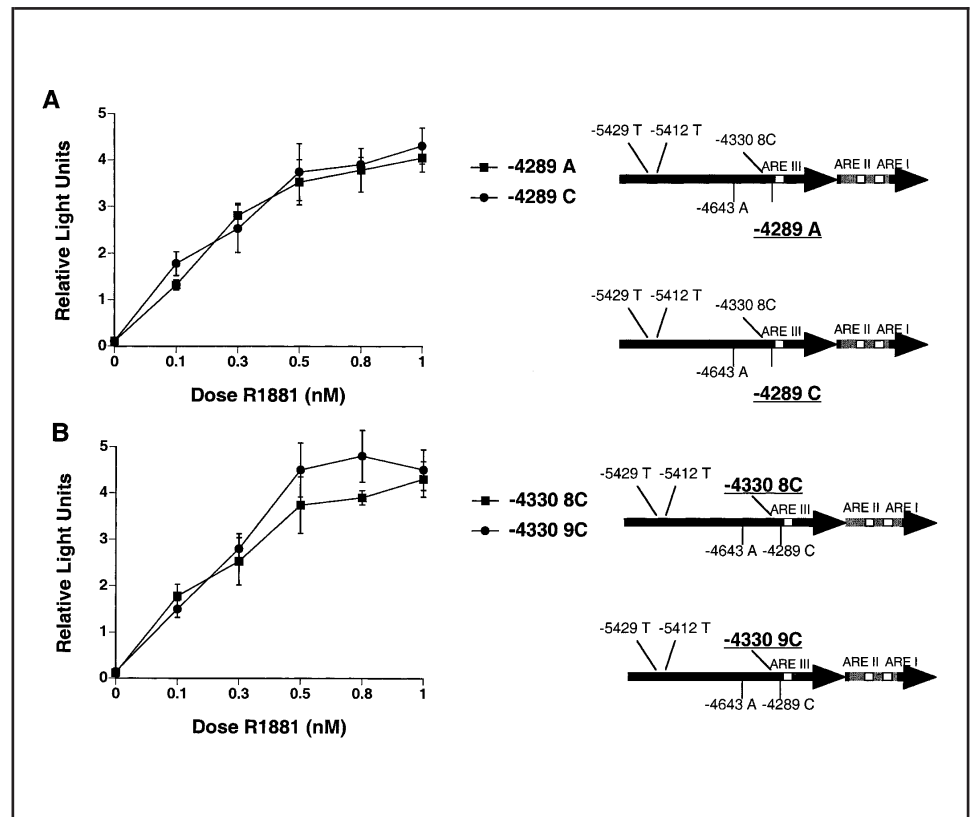 A
5
4
3
2
1
0
Relative Light Units
0 0.1 0.3 0.5 0.8 1
Dose R1881 (nM)
-4289 A
-4289 C
-5429 T -5412 T
-4330 8C
ARE III
ARE II ARE I
-4643 A
-4289 A
-5429 T -5412 T
-4330 8C
ARE III
ARE II ARE I
-4643 A
-4289 C
B
5
4
3
2
1
0
Relative Light Units
0 0.1 0.3 0.5 0.8 1
Dose R1881 (nM)
-4330 8C
-4330 9C
-5429 T -5412 T
-4330 8C
ARE III
ARE II ARE I
-4643 A -4289 C
-5429 T -5412 T
-4330 9C
ARE III
ARE II ARE I
-4643 A -4289 C